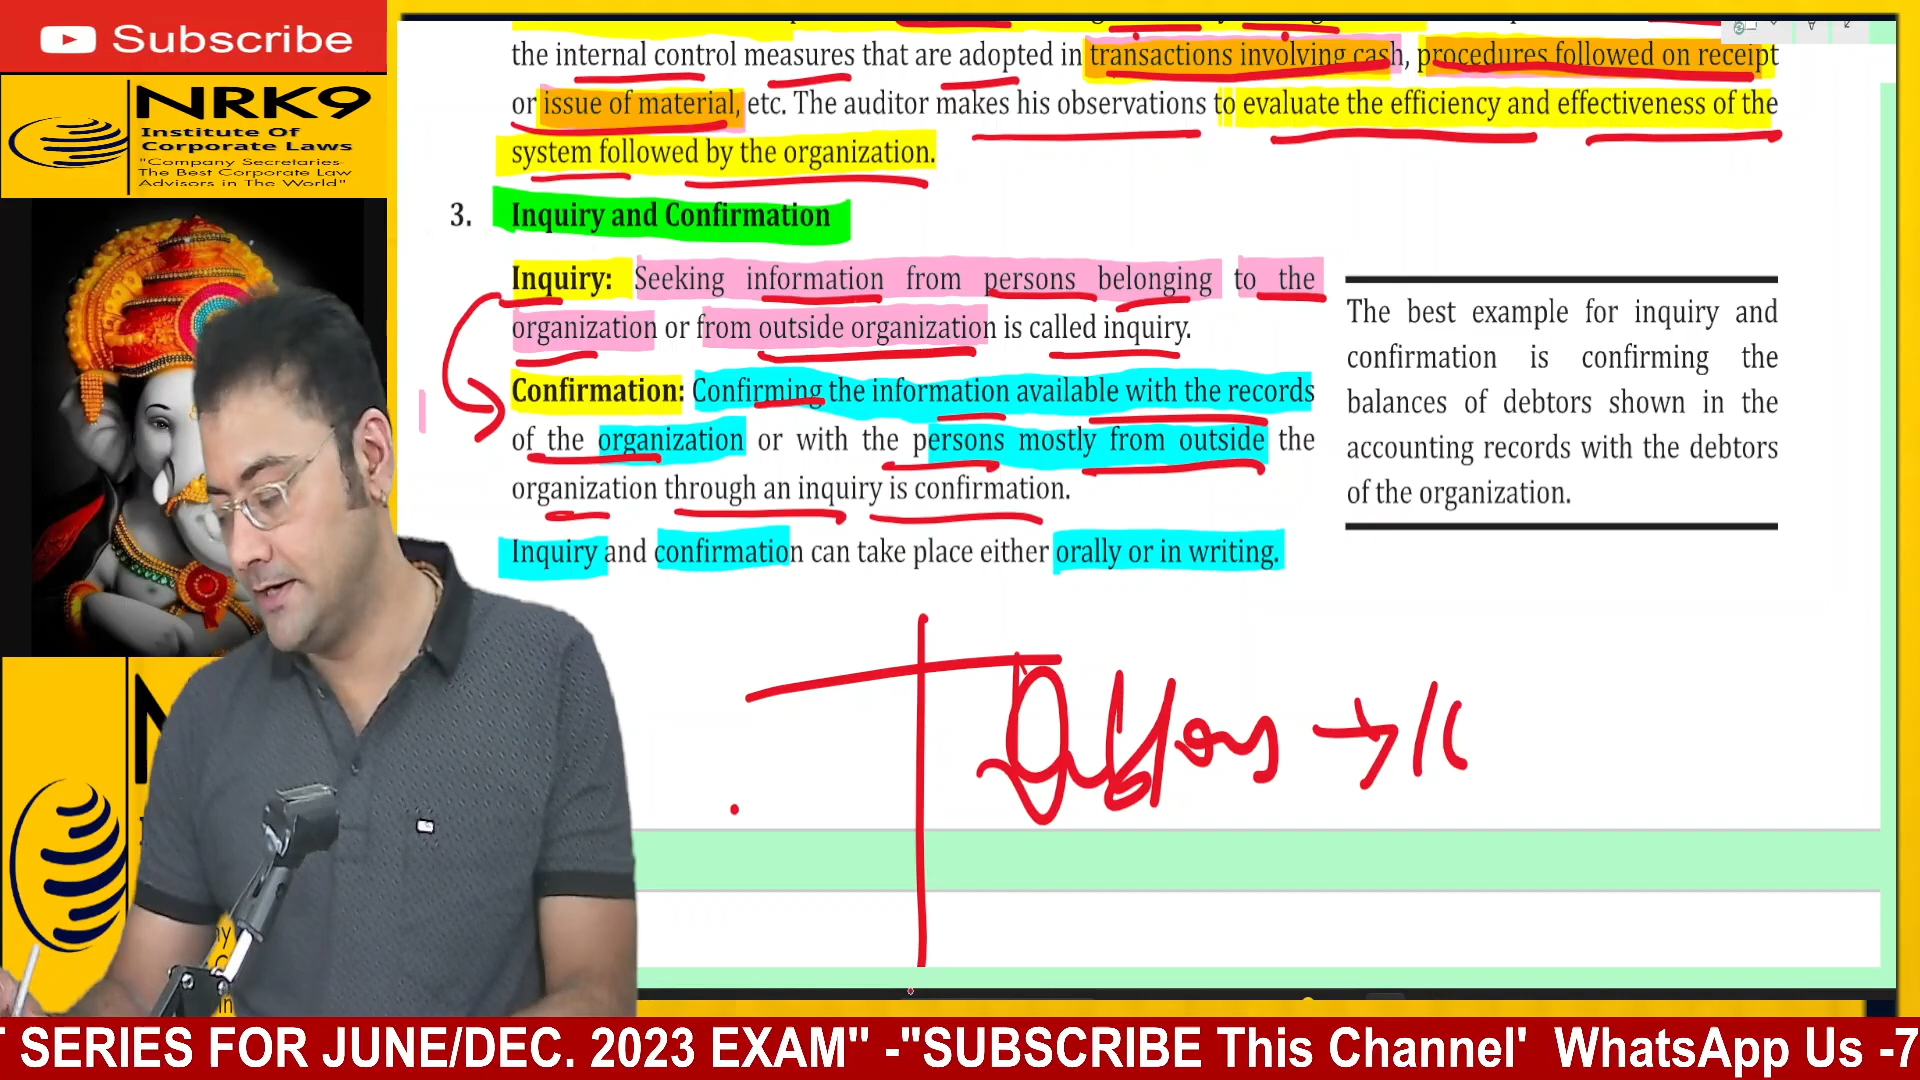 Subscribe
NRK9
Institute Of
Corporate Laws
"Company Secretaries-
The Best Corporate Law
Advisors in The World"
the internal control measures that are adopted in transactions involving cash, procedures followed on receipt
or issue of material, etc. The auditor makes his observations to evaluate the efficiency and effectiveness of the
system followed by the organization.
3. Inquiry and Confirmation
Inquiry: Seeking information from persons belonging to the
organization or from outside organization is called inquiry.
Confirmation: Confirming the information available with the records
of the organization or with the persons mostly from outside the
organization through an inquiry is confirmation.
Inquiry and confirmation can take place either orally or in writing.
The best example for inquiry and
confirmation is confirming the
balances of debtors shown in the
accounting records with the debtors
of the organization.
Debtors →
SERIES FOR JUNE/DEC. 2023 EXAM" -"SUBSCRIBE This Channel' WhatsApp Us -7